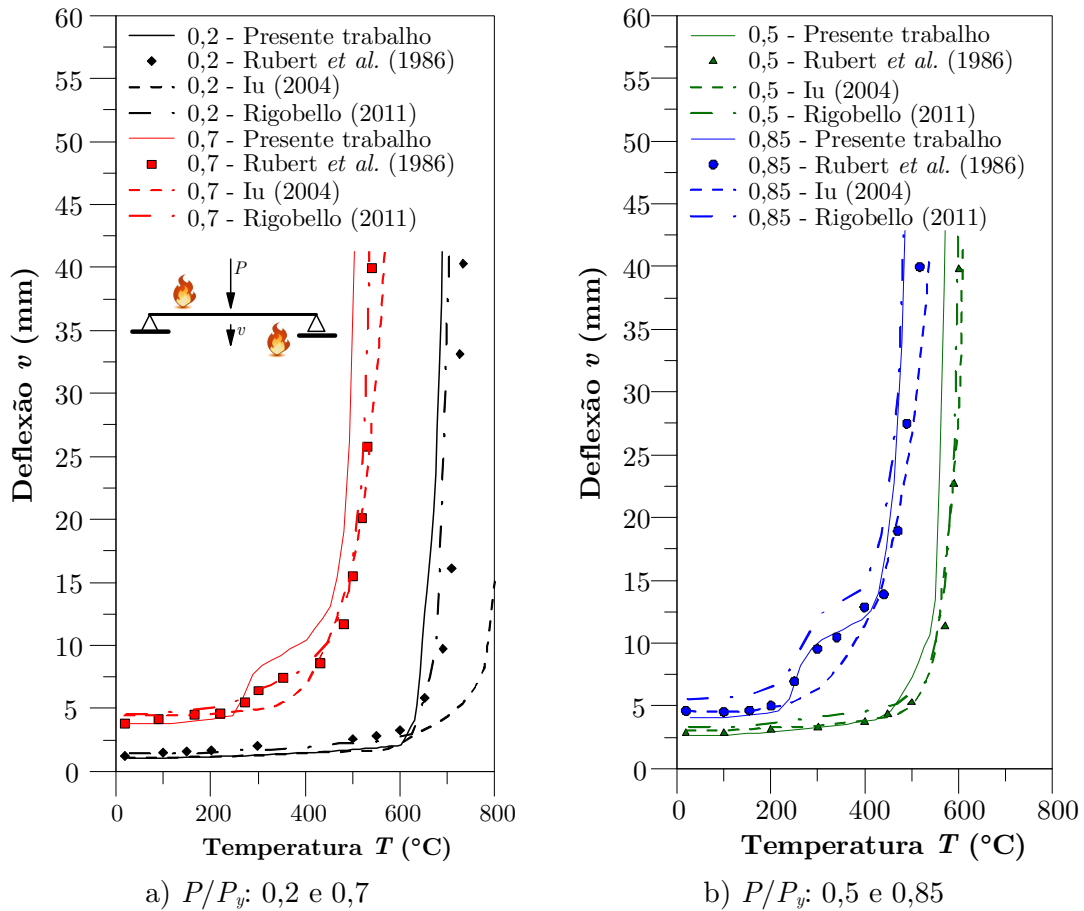 60
55
50
45
40
35
30
25
20
15
10
5
0
Deflexão v (mm)
0,2 - Presente trabalho
0,2 - Rubert et al. (1986)
0,2 - Iu (2004)
0,2 - Rigobello (2011)
0,7 - Presente trabalho
0,7 - Rubert et al. (1986)
0,7 - Iu (2004)
0,7 - Rigobello (2011)
P
v
0 200 400 600 800
Temperatura T (°C)
a) P/Py: 0,2 e 0,7
60
55
50
45
40
35
30
25
20
15
10
5
0
Deflexão v (mm)
0,5 - Presente trabalho
0,5 - Rubert et al. (1986)
0,5 - Iu (2004)
0,5 - Rigobello (2011)
0,85 - Presente trabalho
0,85 - Rubert et al. (1986)
0,85 - Iu (2004)
0,85 - Rigobello (2011)
0 200 400 600 800
Temperatura T (°C)
b) P/Py: 0,5 e 0,85